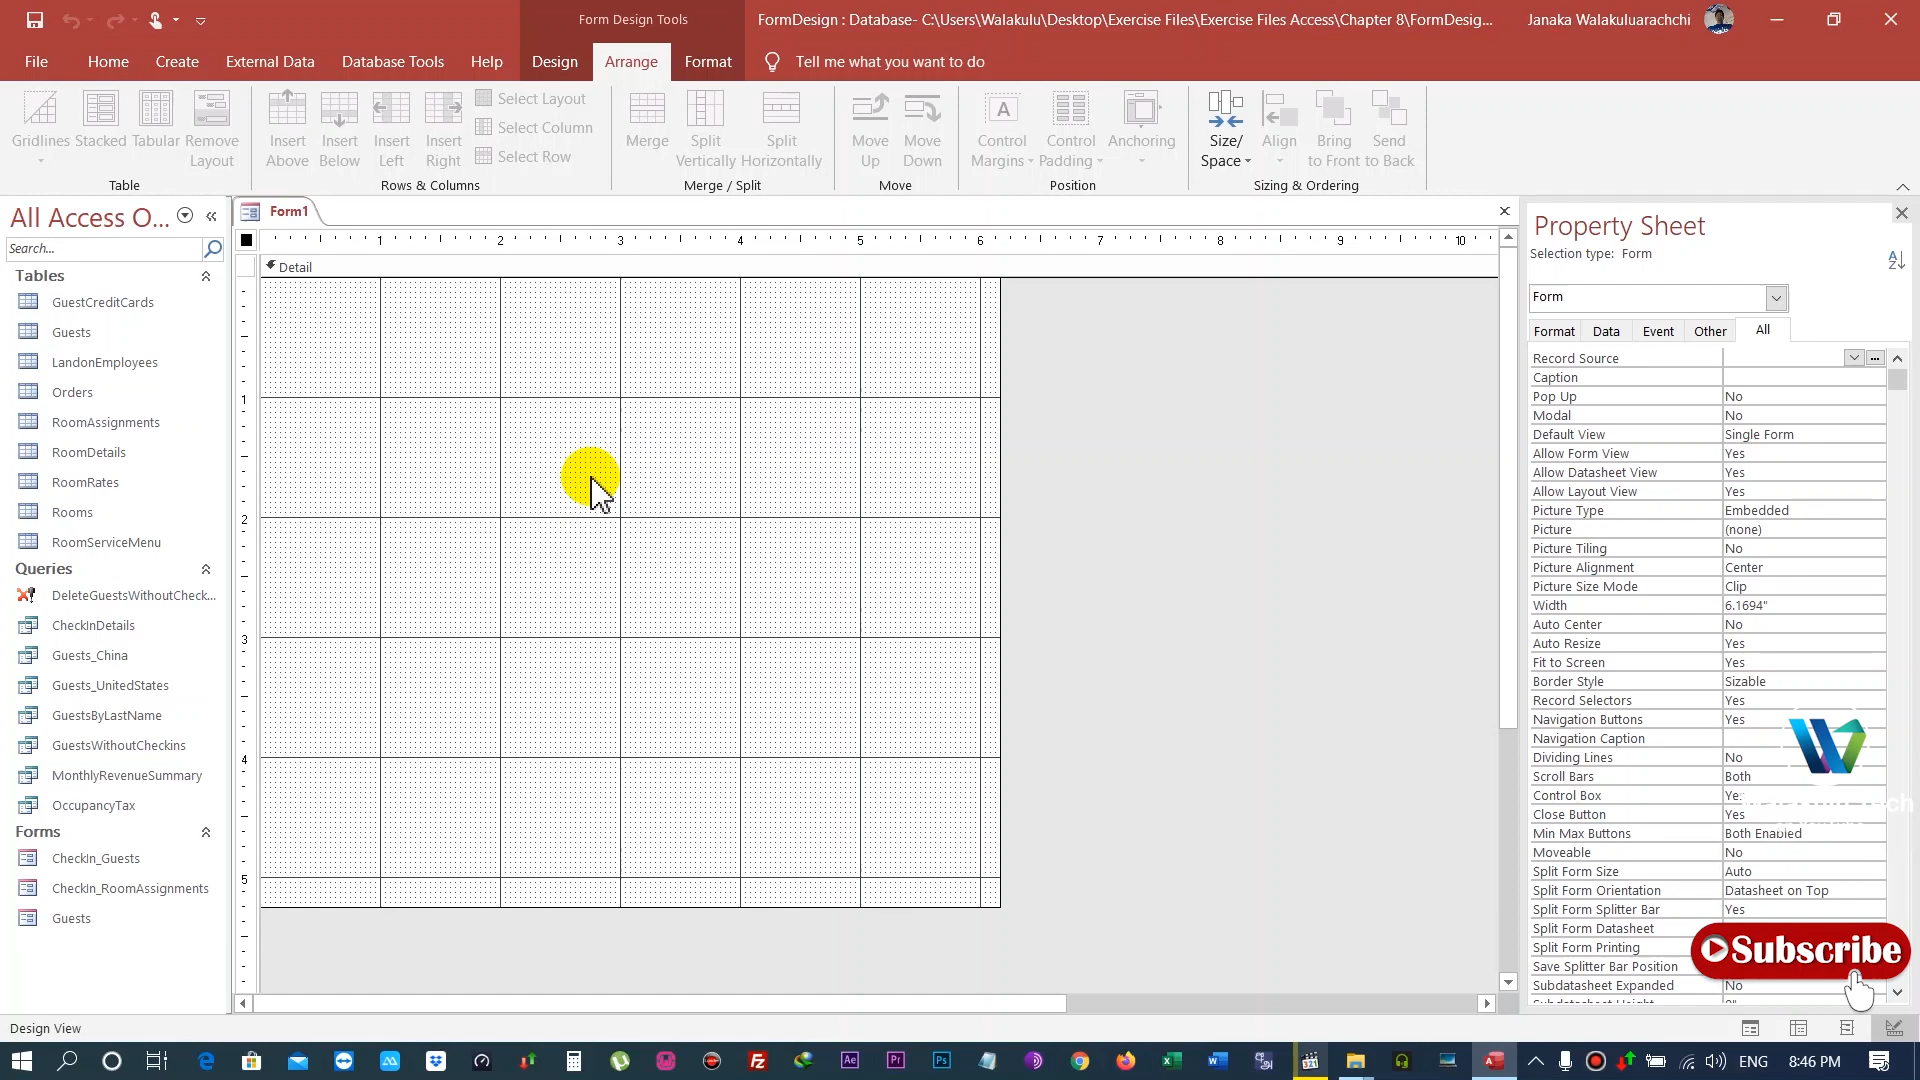 Form Design Tools
FormDesign : Database- C:\Users\Walakulu\Desktop\Exercise Files\Exercise Files Access\Chapter 8\FormDesig...
Janaka Walakuluarachchi
File
Home
Create
External Data
Database Tools
Help
Design
Arrange
Format
Tell me what you want to do
Gridlines
Stacked
Tabular
Remove Layout
Table
Insert Above
Insert Below
Insert Left
Insert Right
Select Layout
Select Column
Select Row
Rows & Columns
Merge
Split Vertically
Split Horizontally
Merge / Split
Move Up
Move Down
Move
Control Margins
Control Padding
Anchoring
Position
Size/ Space
Align
Bring to Front
Send to Back
Sizing & Ordering
All Access O...
Search...
Tables
GuestCreditCards
Guests
LandonEmployees
Orders
RoomAssignments
RoomDetails
RoomRates
Rooms
RoomServiceMenu
Queries
DeleteGuestsWithoutCheck...
CheckInDetails
Guests_China
Guests_UnitedStates
GuestsByLastName
GuestsWithoutCheckins
MonthlyRevenueSummary
OccupancyTax
Forms
CheckIn_Guests
CheckIn_RoomAssignments
Guests
Form1
1 2 3 4 5 6 7 8 9 10
Detail
1
2
3
4
5
Property Sheet
Selection type: Form
Form
Format
Data
Event
Other
All
Record Source
Caption
Pop Up No
Modal No
Default View Single Form
Allow Form View Yes
Allow Datasheet View Yes
Allow Layout View Yes
Picture Type Embedded
Picture (none)
Picture Tiling No
Picture Alignment Center
Picture Size Mode Clip
Width 6.1694"
Auto Center No
Auto Resize Yes
Fit to Screen Yes
Border Style Sizable
Record Selectors Yes
Navigation Buttons Yes
Navigation Caption
Dividing Lines No
Scroll Bars Both
Control Box Yes
Close Button Yes
Min Max Buttons Both Enabled
Moveable No
Split Form Size Auto
Split Form Orientation Datasheet on Top
Split Form Splitter Bar Yes
Split Form Datasheet
Split Form Printing
Save Splitter Bar Position
Subdatasheet Expanded No
Subscribe
Design View
ENG
8:46 PM